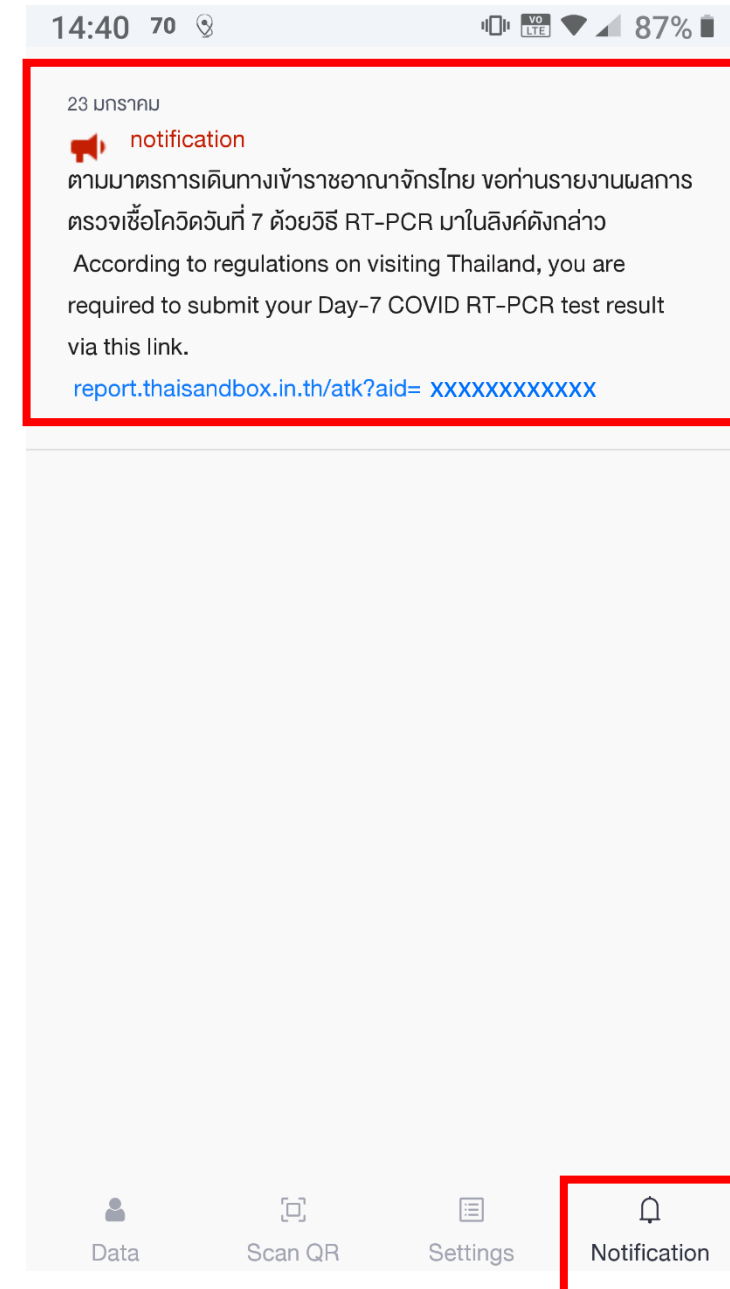 14:40 70 VO LTE 87%
23 มกราคม
notification
ตามมาตรการเดินทางเข้าราชอาณาจักรไทย ขอท่านรายงานผลการ
ตรวจเชื้อโควิดวันที่ 7 ด้วยวิธี RT-PCR มาในลิงค์ดังกล่าว
According to regulations on visiting Thailand, you are
required to submit your Day-7 COVID RT-PCR test result
via this link.
report.thaisandbox.in.th/atk?aid= XXXXXXXXXXXX
Data Scan QR Settings Notification